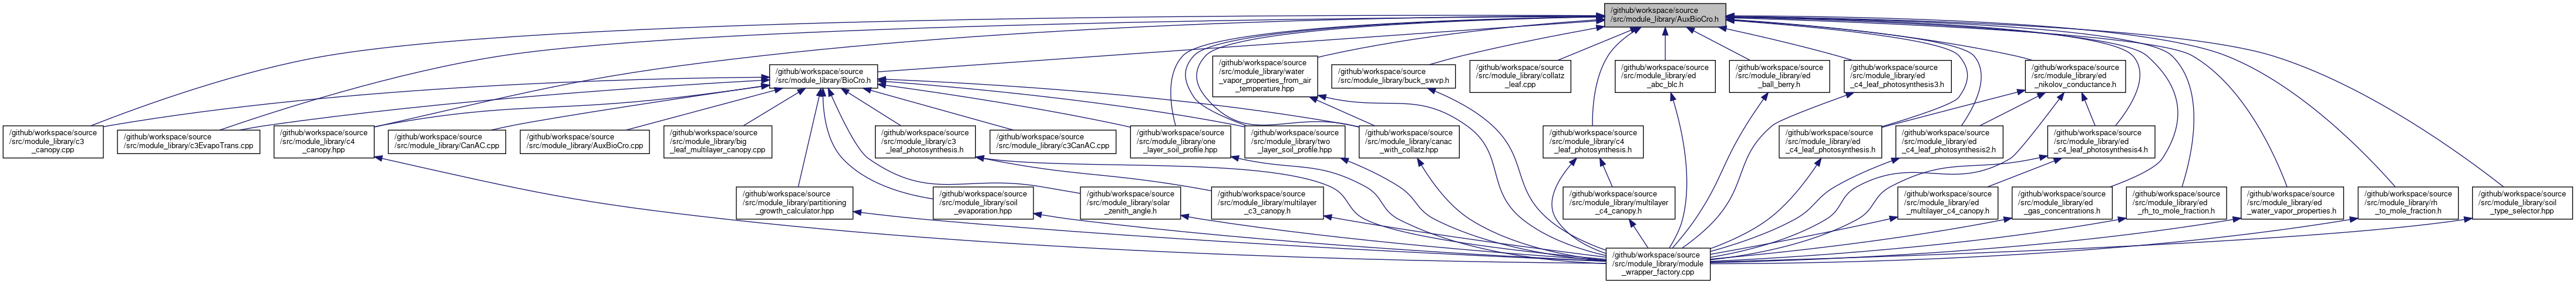 /github/workspace/source
/src/module_library/AuxBioCro.h
/github/workspace/source
/src/module_library/BioCro.h
/github/workspace/source
/src/module_library/water
_vapor_properties_from_air
_temperature.hpp
/github/workspace/source
/src/module_library/buck_swvp.h
/github/workspace/source
/src/module_library/collatz
_leaf.cpp
/github/workspace/source
/src/module_library/ed
_abc_blc.h
/github/workspace/source
/src/module_library/ed
_ball_berry.h
/github/workspace/source
/src/module_library/ed
_c4_leaf_photosynthesis3.h
/github/workspace/source
/src/module_library/ed
_nikolov_conductance.h
/github/workspace/source
/src/module_library/c3
_canopy.cpp
/github/workspace/source
/src/module_library/c3EvapoTrans.cpp
/github/workspace/source
/src/module_library/c4
_canopy.hpp
/github/workspace/source
/src/module_library/CanAC.cpp
/github/workspace/source
/src/module_library/AuxBioCro.cpp
/github/workspace/source
/src/module_library/big
_leaf_multilayer_canopy.cpp
/github/workspace/source
/src/module_library/c3
_leaf_photosynthesis.h
/github/workspace/source
/src/module_library/c3CanAC.cpp
/github/workspace/source
/src/module_library/one
_layer_soil_profile.hpp
/github/workspace/source
/src/module_library/two
_layer_soil_profile.hpp
/github/workspace/source
/src/module_library/canac
_with_collatz.hpp
/github/workspace/source
/src/module_library/c4
_leaf_photosynthesis.h
/github/workspace/source
/src/module_library/ed
_c4_leaf_photosynthesis.h
/github/workspace/source
/src/module_library/ed
_c4_leaf_photosynthesis2.h
/github/workspace/source
/src/module_library/ed
_c4_leaf_photosynthesis4.h
/github/workspace/source
/src/module_library/partitioning
_growth_calculator.hpp
/github/workspace/source
/src/module_library/soil
_evaporation.hpp
/github/workspace/source
/src/module_library/solar
_zenith_angle.h
/github/workspace/source
/src/module_library/multilayer
_c3_canopy.h
/github/workspace/source
/src/module_library/multilayer
_c4_canopy.h
/github/workspace/source
/src/module_library/ed
_multilayer_c4_canopy.h
/github/workspace/source
/src/module_library/ed
_gas_concentrations.h
/github/workspace/source
/src/module_library/ed
_rh_to_mole_fraction.h
/github/workspace/source
/src/module_library/ed
_water_vapor_properties.h
/github/workspace/source
/src/module_library/rh
_to_mole_fraction.h
/github/workspace/source
/src/module_library/soil
_type_selector.hpp
/github/workspace/source
/src/module_library/module
_wrapper_factory.cpp